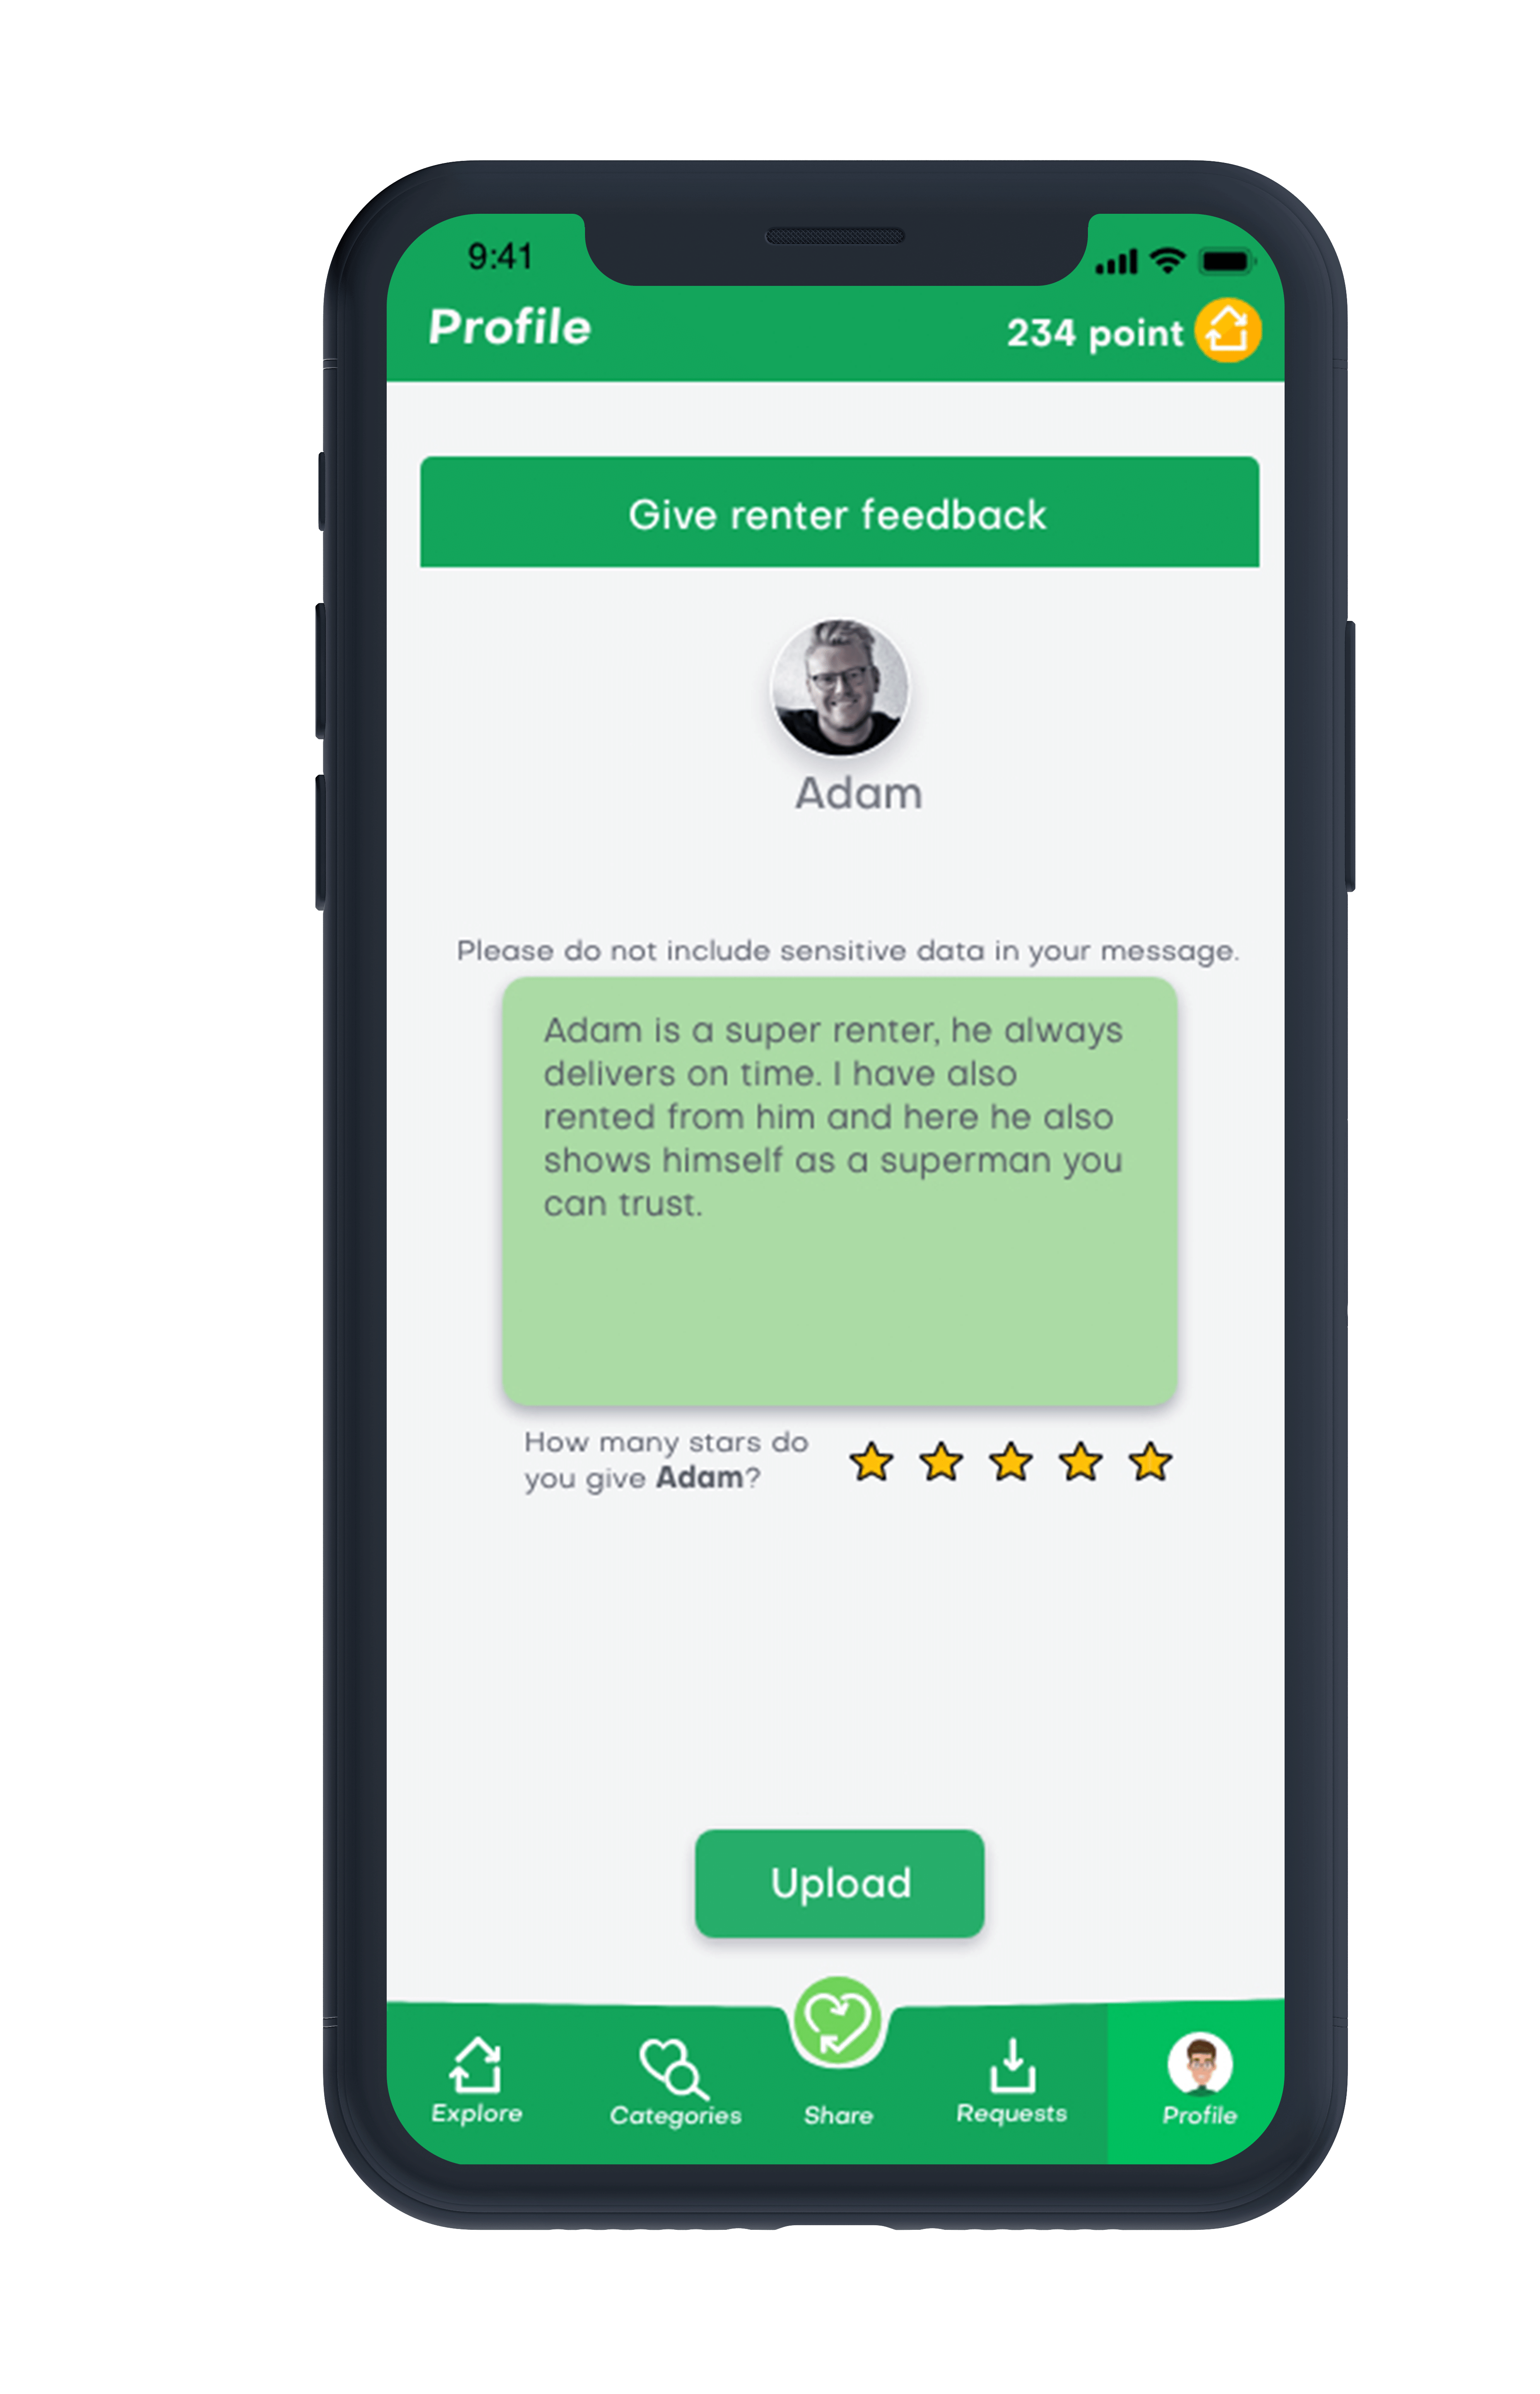 9:41
Profile
234 point
Give renter feedback
Adam
Please do not include sensitive data in your message.
Adam is a super renter, he always
delivers on time. I have also
rented from him and here he also
shows himself as a superman you
can trust.
How many stars do
you give Adam?
Upload
Explore
Categories
Share
Requests
Profile